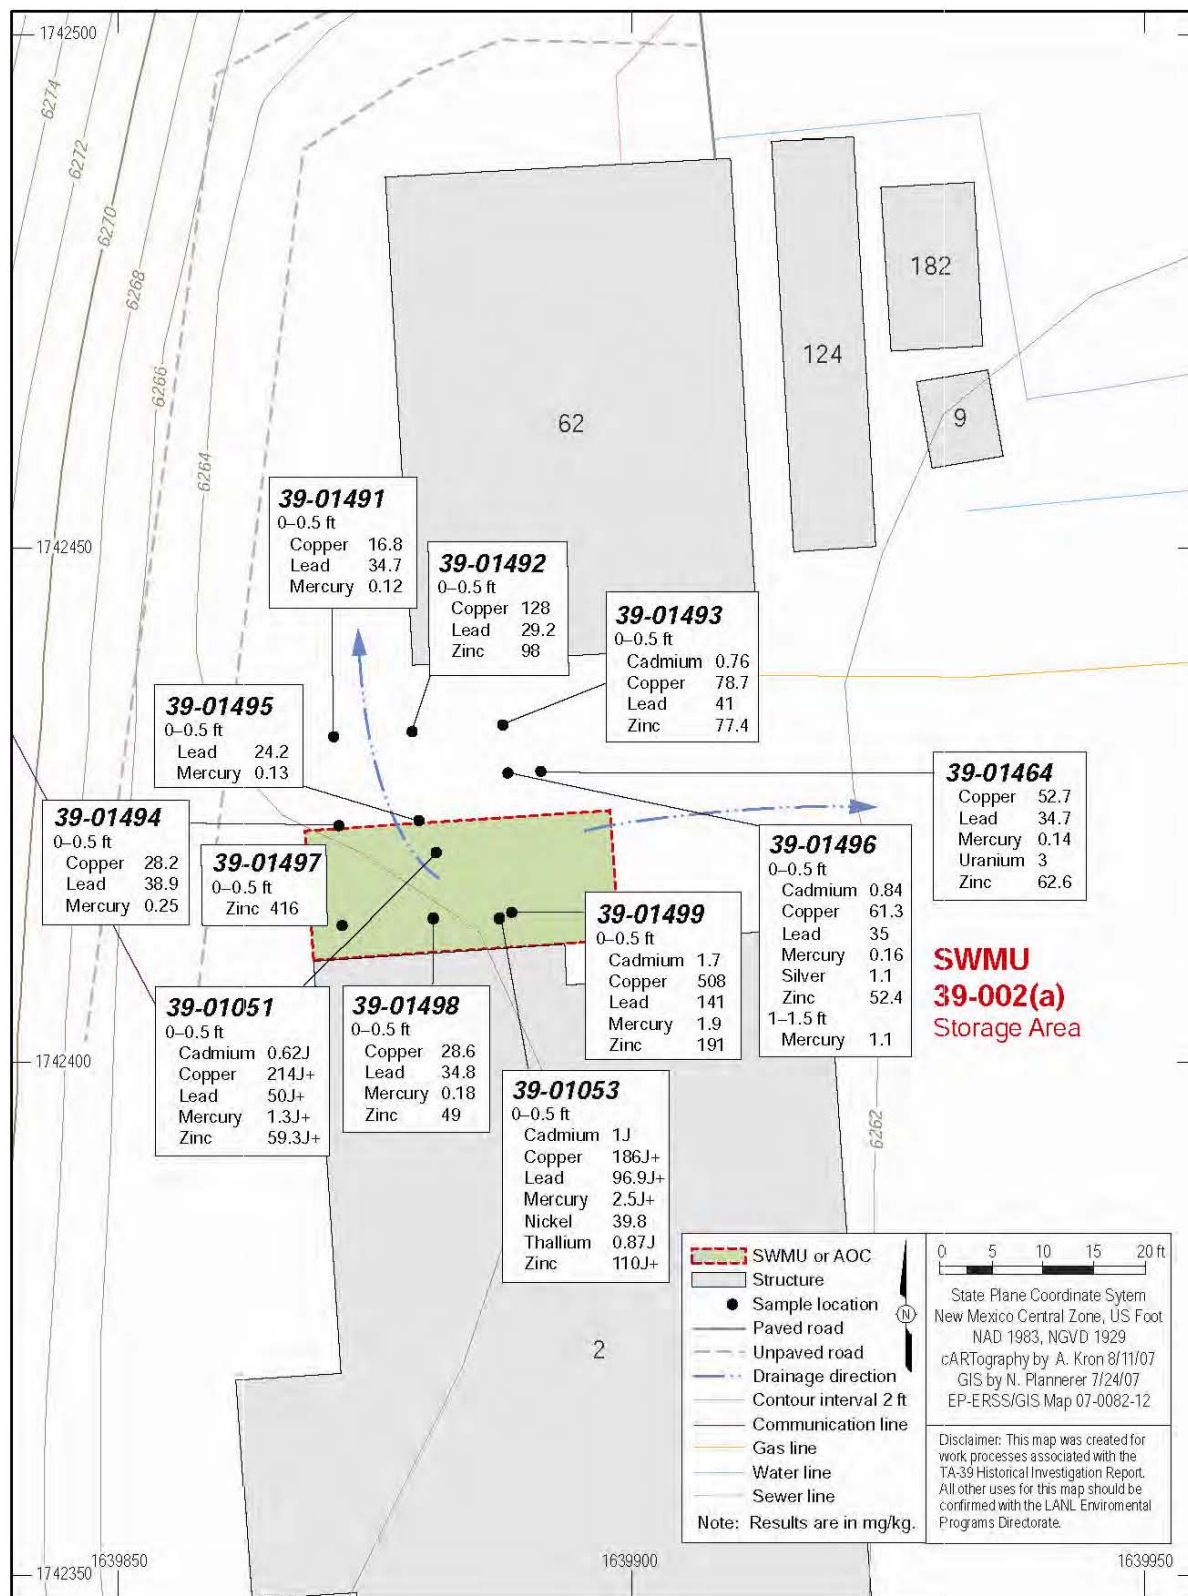 1742500
6274
6272
6270
6268
6266
6264
62
124
182
9
1742450
39-01491
0–0.5 ft
Copper 16.8
Lead 34.7
Mercury 0.12
39-01492
0–0.5 ft
Copper 128
Lead 29.2
Zinc 98
39-01493
0–0.5 ft
Cadmium 0.76
Copper 78.7
Lead 41
Zinc 77.4
39-01495
0–0.5 ft
Lead 24.2
Mercury 0.13
39-01464
Copper 52.7
Lead 34.7
Mercury 0.14
Uranium 3
Zinc 62.6
39-01494
0–0.5 ft
Copper 28.2
Lead 38.9
Mercury 0.25
39-01497
0–0.5 ft
Zinc 416
39-01496
0–0.5 ft
Cadmium 0.84
Copper 61.3
Lead 35
Mercury 0.16
Silver 1.1
Zinc 52.4
1–1.5 ft
Mercury 1.1
39-01499
0–0.5 ft
Cadmium 1.7
Copper 508
Lead 141
Mercury 1.9
Zinc 191
SWMU
39-002(a)
Storage Area
39-01051
0–0.5 ft
Cadmium 0.62J
Copper 214J+
Lead 50J+
Mercury 1.3J+
Zinc 59.3J+
39-01498
0–0.5 ft
Copper 28.6
Lead 34.8
Mercury 0.18
Zinc 49
39-01053
0–0.5 ft
Cadmium 1J
Copper 186J+
Lead 96.9J+
Mercury 2.5J+
Nickel 39.8
Thallium 0.87J
Zinc 110J+
1742400
6262
2
SWMU or AOC
Structure
Sample location
Paved road
Unpaved road
Drainage direction
Contour interval 2 ft
Communication line
Gas line
Water line
Sewer line
Note: Results are in mg/kg.
N
0 5 10 15 20 ft
State Plane Coordinate Sytem
New Mexico Central Zone, US Foot
NAD 1983, NGVD 1929
cARTography by A. Kron 8/11/07
GIS by N. Plannerer 7/24/07
EP-ERSS/GIS Map 07-0082-12
Disclaimer: This map was created for
work processes associated with the
TA-39 Historical Investigation Report.
All other uses for this map should be
confirmed with the LANL Enviromental
Programs Directorate.
1742350
1639850
1639900
1639950